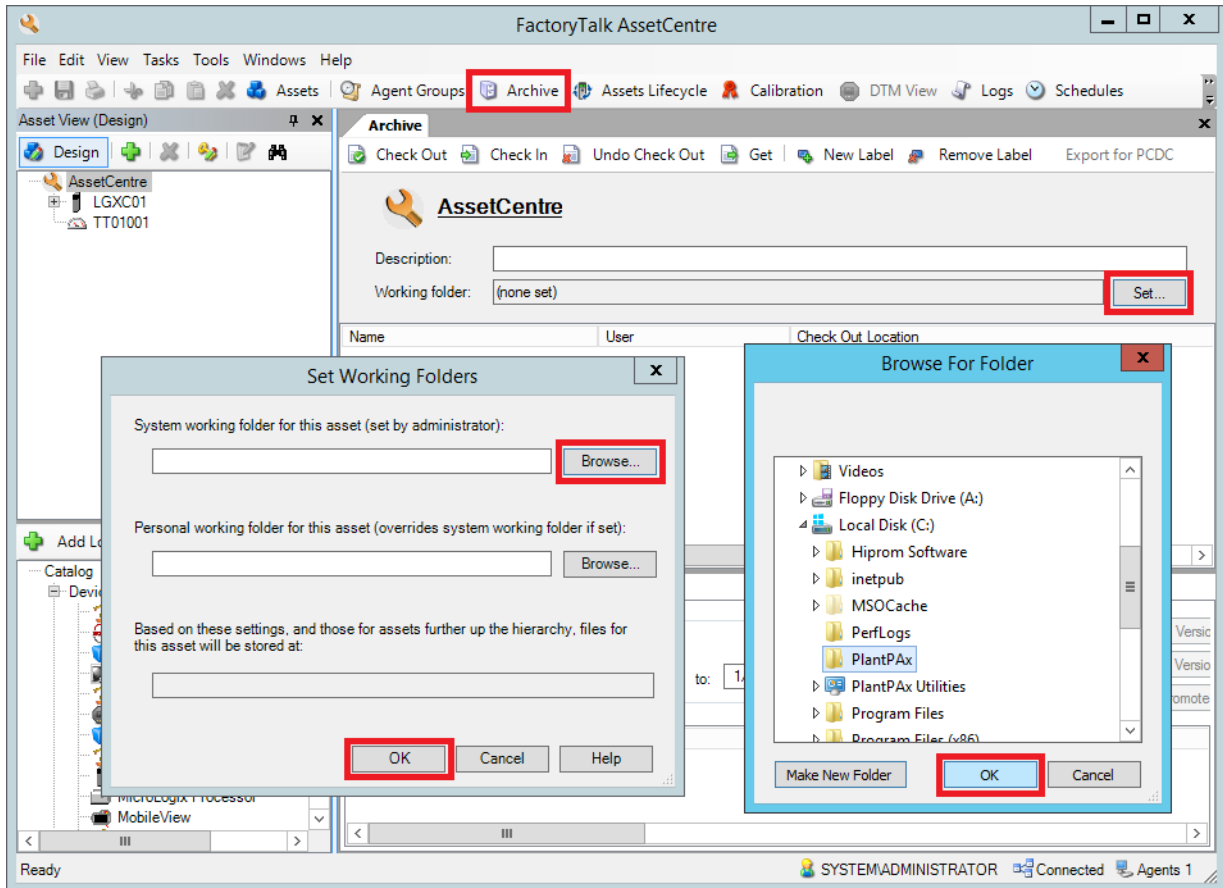 FactoryTalk AssetCentre
File Edit View Tasks Tools Windows Help
Assets Agent Groups Archive Assets Lifecycle Calibration DTM View Logs Schedules
Asset View (Design)
Design
AssetCentre
LGXC01
TT01001
Archive
Check Out Check In Undo Check Out Get New Label Remove Label Export for PCDC
AssetCentre
Description:
Working folder: (none set) Set...
Name User Check Out Location
Set Working Folders
System working folder for this asset (set by administrator):
Browse...
Personal working folder for this asset (overrides system working folder if set):
Browse...
Based on these settings, and those for assets further up the hierarchy, files for
this asset will be stored at:
OK Cancel Help
Browse For Folder
Videos
Floppy Disk Drive (A:)
Local Disk (C:)
Hiprom Software
inetpub
MSOCache
PerfLogs
PlantPAx
PlantPAx Utilities
Program Files
Program Files (x86)
Make New Folder OK Cancel
Add
Catalog
to:
MicroLogix Processor
MobileView
Ready
SYSTEM\ADMINISTRATOR Connected Agents 1